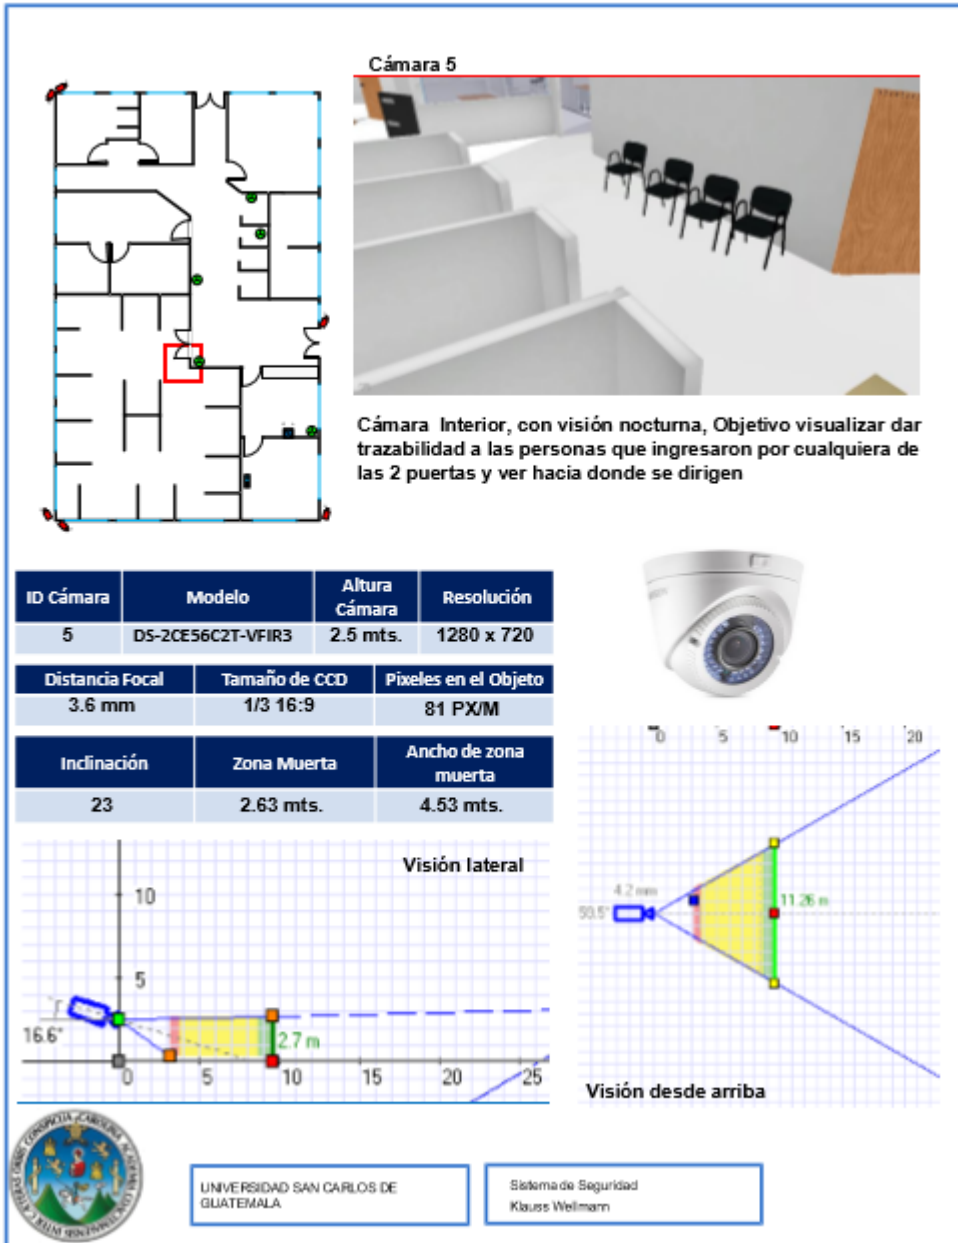 Cámara 5
Cámara Interior, con visión nocturna, Objetivo visualizar dar
trazabilidad a las personas que ingresaron por cualquiera de
las 2 puertas y ver hacia donde se dirigen
ID Cámara Modelo Altura Cámara Resolución
5 DS-2CE56C2T-VFIR3 2.5 mts. 1280 x 720
Distancia Focal Tamaño de CCD Pixeles en el Objeto
3.6 mm 1/3 16:9 81 PX/M
Inclinación Zona Muerta Ancho de zona muerta
23 2.63 mts. 4.53 mts.
Visión lateral
10
5
16.6°
2.7 m
0 5 10 15 20 25
0 5 10 15 20
4.2 mm
11.26 m
59.5°
Visión desde arriba
UNIVERSIDAD SAN CARLOS DE
GUATEMALA
Sistema de Seguridad
Klauss Wellmann